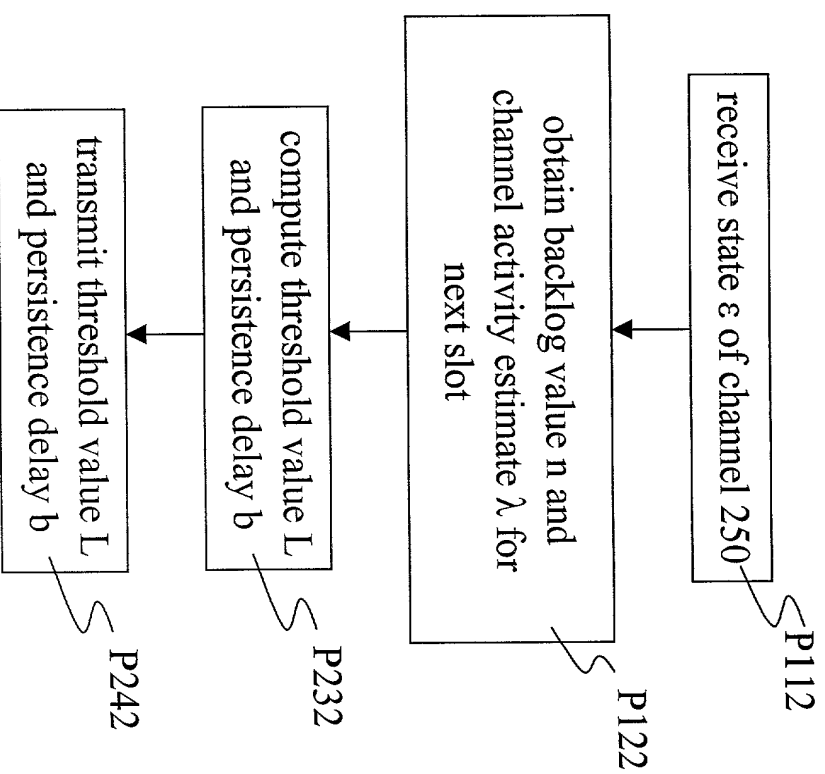 receive state ε of channel 250
P112
obtain backlog value n and
channel activity estimate λ for
next slot
P122
compute threshold value L
and persistence delay b
P232
transmit threshold value L
and persistence delay b
P242